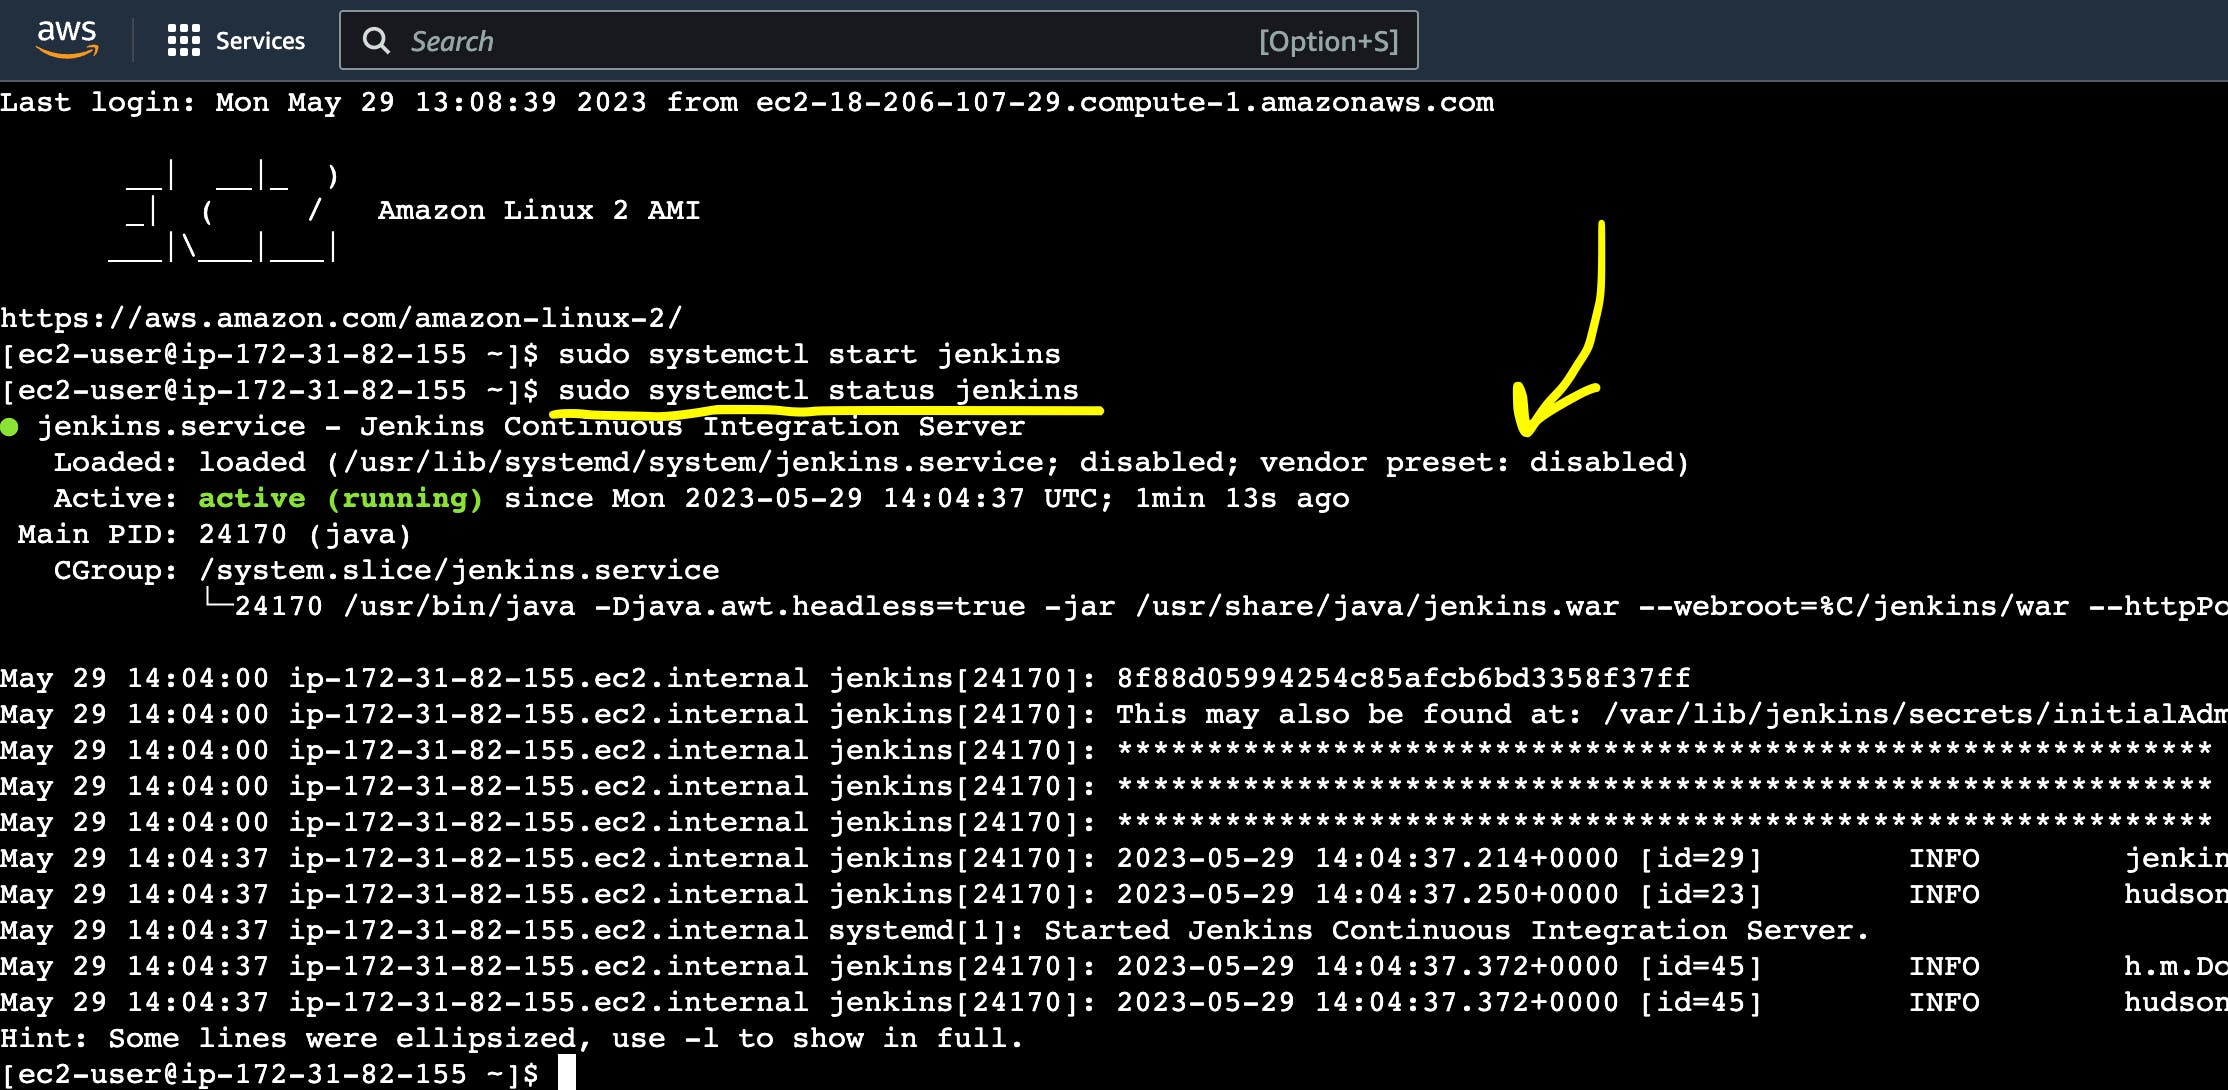 aws
Services
Search [Option+S]
Last login: Mon May 29 13:08:39 2023 from ec2-18-206-107-29.compute-1.amazonaws.com
       __|  __|_  )
       _|  (     /   Amazon Linux 2 AMI
      ___|\___|___|
https://aws.amazon.com/amazon-linux-2/
[ec2-user@ip-172-31-82-155 ~]$ sudo systemctl start jenkins
[ec2-user@ip-172-31-82-155 ~]$ sudo systemctl status jenkins
● jenkins.service - Jenkins Continuous Integration Server
   Loaded: loaded (/usr/lib/systemd/system/jenkins.service; disabled; vendor preset: disabled)
   Active: active (running) since Mon 2023-05-29 14:04:37 UTC; 1min 13s ago
 Main PID: 24170 (java)
   CGroup: /system.slice/jenkins.service
           └─24170 /usr/bin/java -Djava.awt.headless=true -jar /usr/share/java/jenkins.war --webroot=%C/jenkins/war --httpPo
May 29 14:04:00 ip-172-31-82-155.ec2.internal jenkins[24170]: 8f88d05994254c85afcb6bd3358f37ff
May 29 14:04:00 ip-172-31-82-155.ec2.internal jenkins[24170]: This may also be found at: /var/lib/jenkins/secrets/initialAdm
May 29 14:04:00 ip-172-31-82-155.ec2.internal jenkins[24170]: *************************************************************
May 29 14:04:00 ip-172-31-82-155.ec2.internal jenkins[24170]: *************************************************************
May 29 14:04:00 ip-172-31-82-155.ec2.internal jenkins[24170]: *************************************************************
May 29 14:04:37 ip-172-31-82-155.ec2.internal jenkins[24170]: 2023-05-29 14:04:37.214+0000 [id=29]        INFO        jenkin
May 29 14:04:37 ip-172-31-82-155.ec2.internal jenkins[24170]: 2023-05-29 14:04:37.250+0000 [id=23]        INFO        hudson
May 29 14:04:37 ip-172-31-82-155.ec2.internal systemd[1]: Started Jenkins Continuous Integration Server.
May 29 14:04:37 ip-172-31-82-155.ec2.internal jenkins[24170]: 2023-05-29 14:04:37.372+0000 [id=45]        INFO        h.m.Do
May 29 14:04:37 ip-172-31-82-155.ec2.internal jenkins[24170]: 2023-05-29 14:04:37.372+0000 [id=45]        INFO        hudson
Hint: Some lines were ellipsized, use -l to show in full.
[ec2-user@ip-172-31-82-155 ~]$